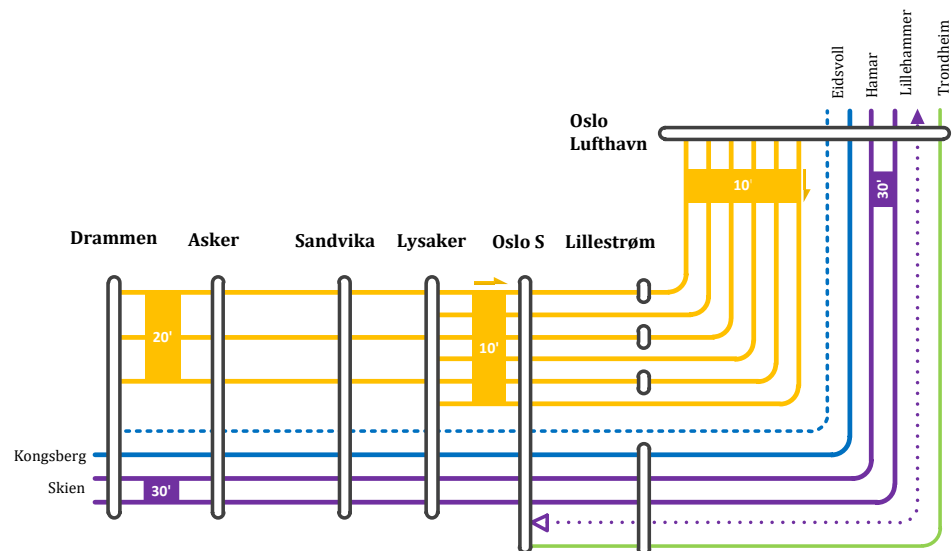 Eidsvoll
Hamar
Lillehammer
Trondheim
Oslo
Lufthavn
10'
30'
Drammen
Asker
Sandvika
Lysaker
Oslo S
Lillestrøm
20'
10'
Kongsberg
Skien
30'